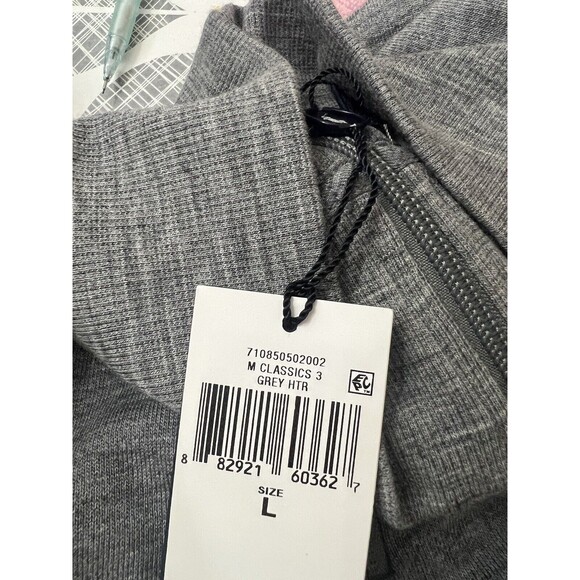 710850502002
M CLASSICS 3
GREY HTR
8 82921 60362 7
SIZE
L